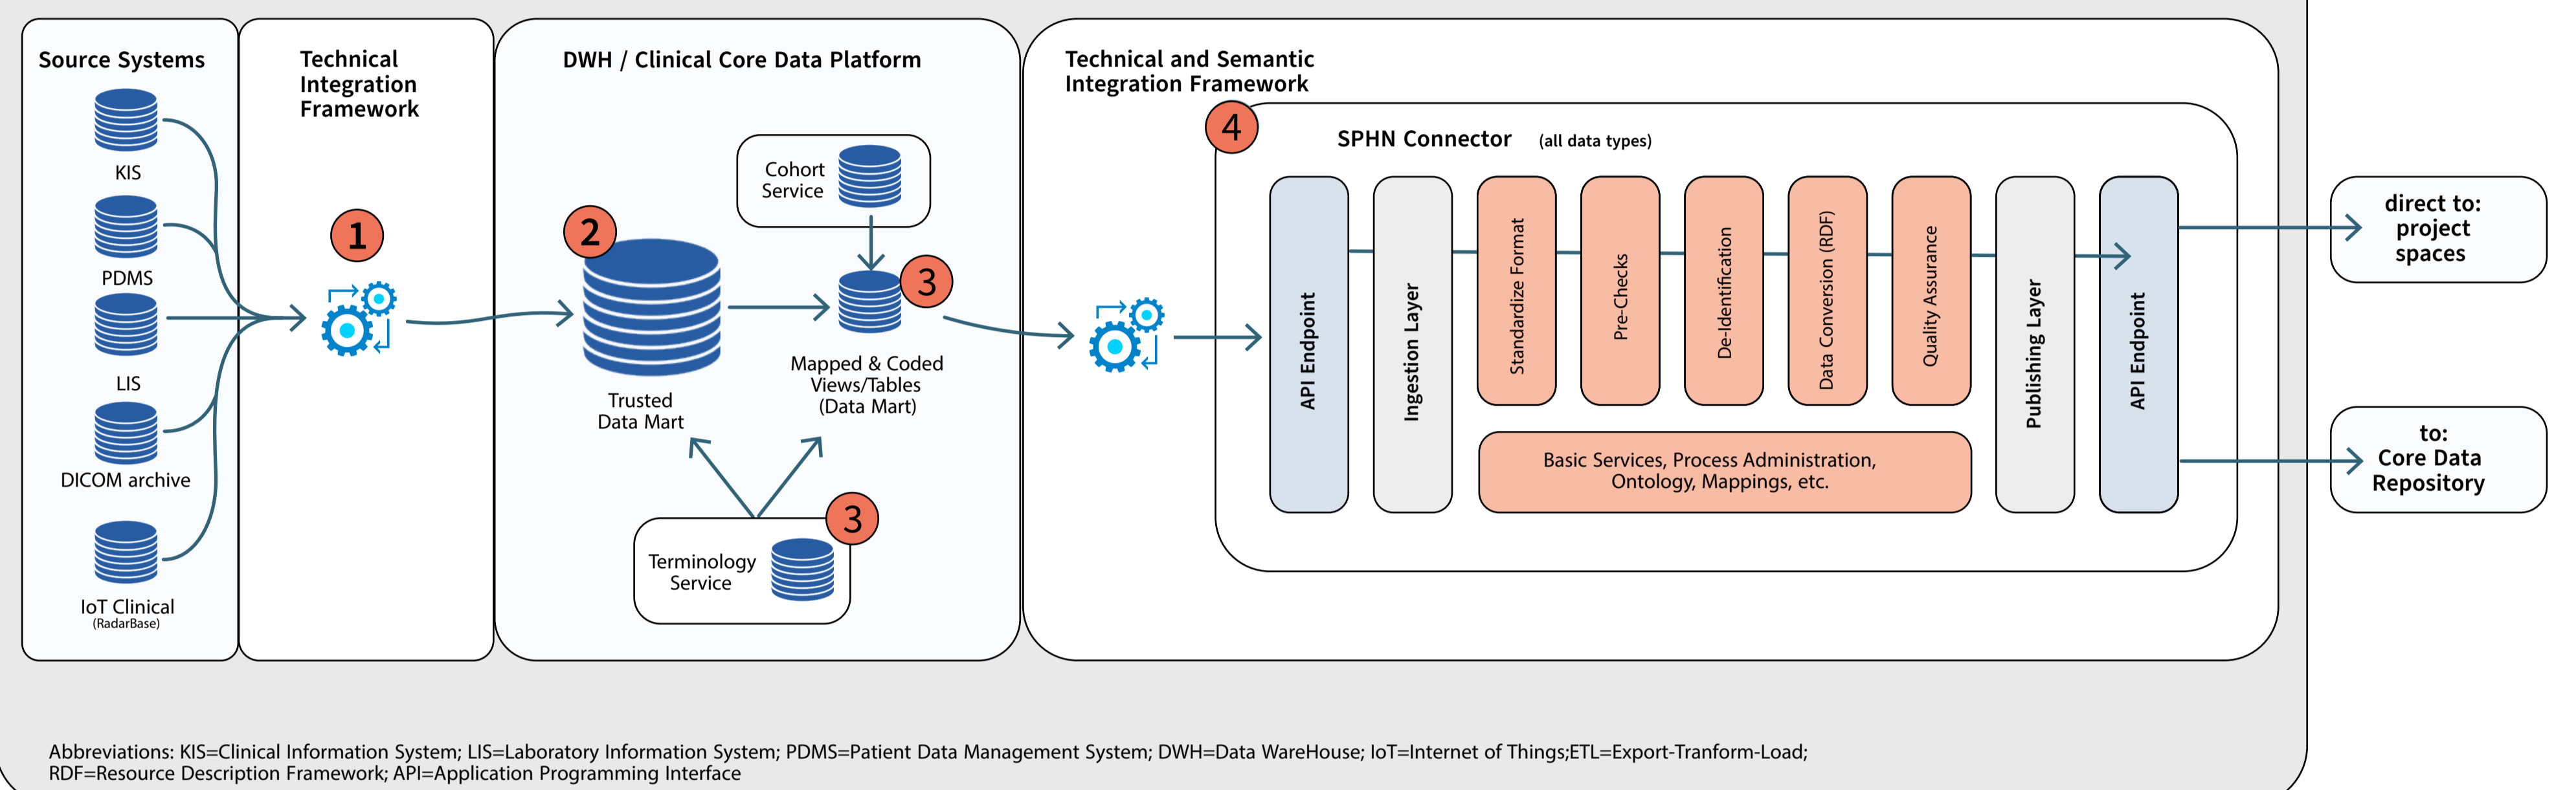 Source Systems
KIS
PDMS
LIS
DICOM archive
IoT Clinical
(RadarBase)
Technical
Integration
Framework
1
DWH / Clinical Core Data Platform
Cohort
Service
2
3
Trusted
Data Mart
Mapped & Coded
Views/Tables
(Data Mart)
3
Terminology
Service
Technical and Semantic
Integration Framework
4
SPHN Connector (all data types)
API Endpoint
Ingestion Layer
Standardize Format
Pre-Checks
De-Identification
Data Conversion (RDF)
Quality Assurance
Basic Services, Process Administration,
Ontology, Mappings, etc.
Publishing Layer
API Endpoint
direct to:
project
spaces
to:
Core Data
Repository
Abbreviations: KIS=Clinical Information System; LIS=Laboratory Information System; PDMS=Patient Data Management System; DWH=Data WareHouse; IoT=Internet of Things;ETL=Export-Tranform-Load;
RDF=Resource Description Framework; API=Application Programming Interface